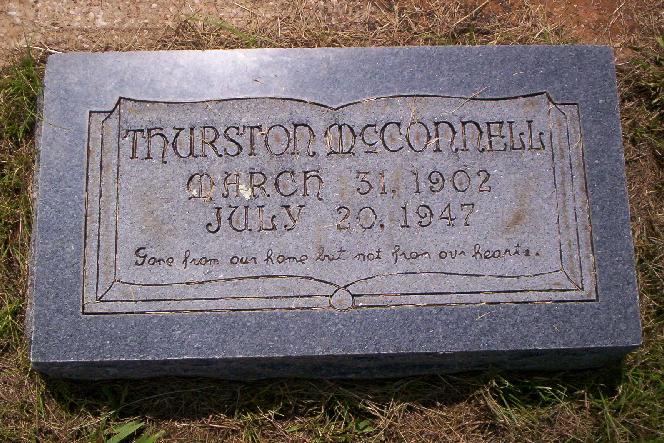 THURSTON McCONNELL
MARCH 31, 1902
JULY 20, 1947
Gone from our home but not from our hearts.